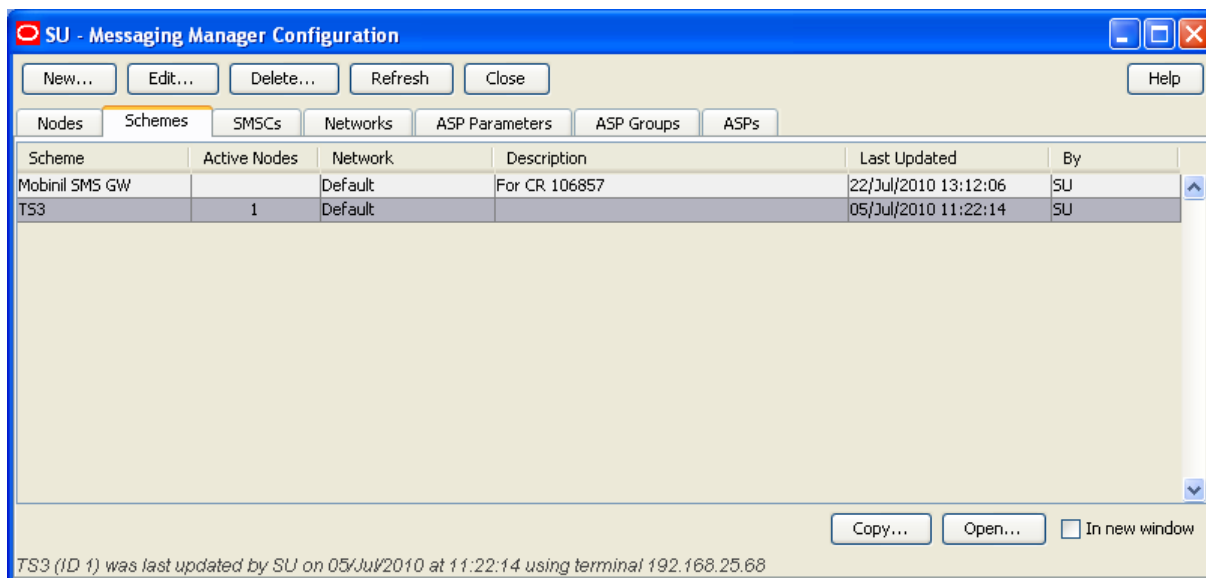 SU - Messaging Manager Configuration
New... Edit... Delete... Refresh Close Help
Nodes Schemes SMSCs Networks ASP Parameters ASP Groups ASPs
Scheme Active Nodes Network Description Last Updated By
Mobinil SMS GW Default For CR 106857 22/Jul/2010 13:12:06 SU
TS3 1 Default 05/Jul/2010 11:22:14 SU
Copy... Open... In new window
TS3 (ID 1) was last updated by SU on 05/Jul/2010 at 11:22:14 using terminal 192.168.25.68